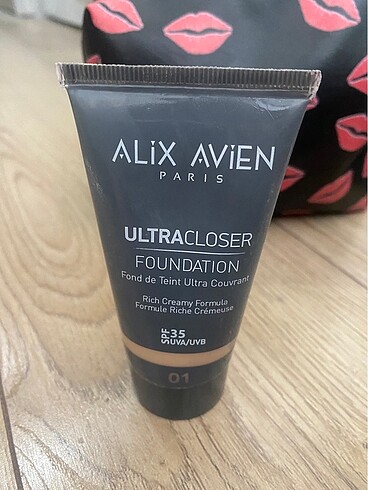 ALiX AViEN
PARIS
ULTRACLOSER
FOUNDATION
Fond de Teint Ultra Couvrant
Rich Creamy Formula
Formule Riche Crémeuse
SPF 35
UVA/UVB
01